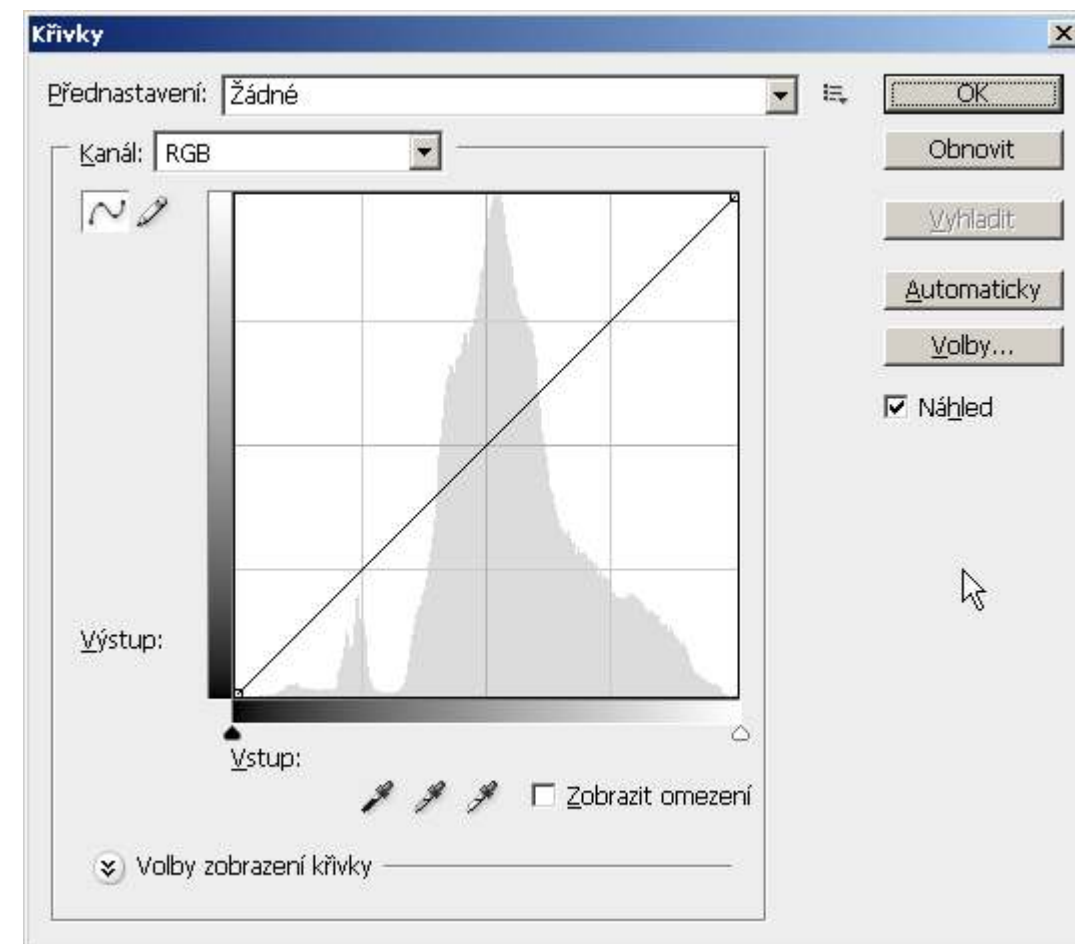 Křivky
Přednastavení: Žádné
OK
Kanál: RGB
Obnovit
Vyhladit
Automaticky
Volby...
Náhled
Výstup:
Vstup:
Zobrazit omezení
Volby zobrazení křivky